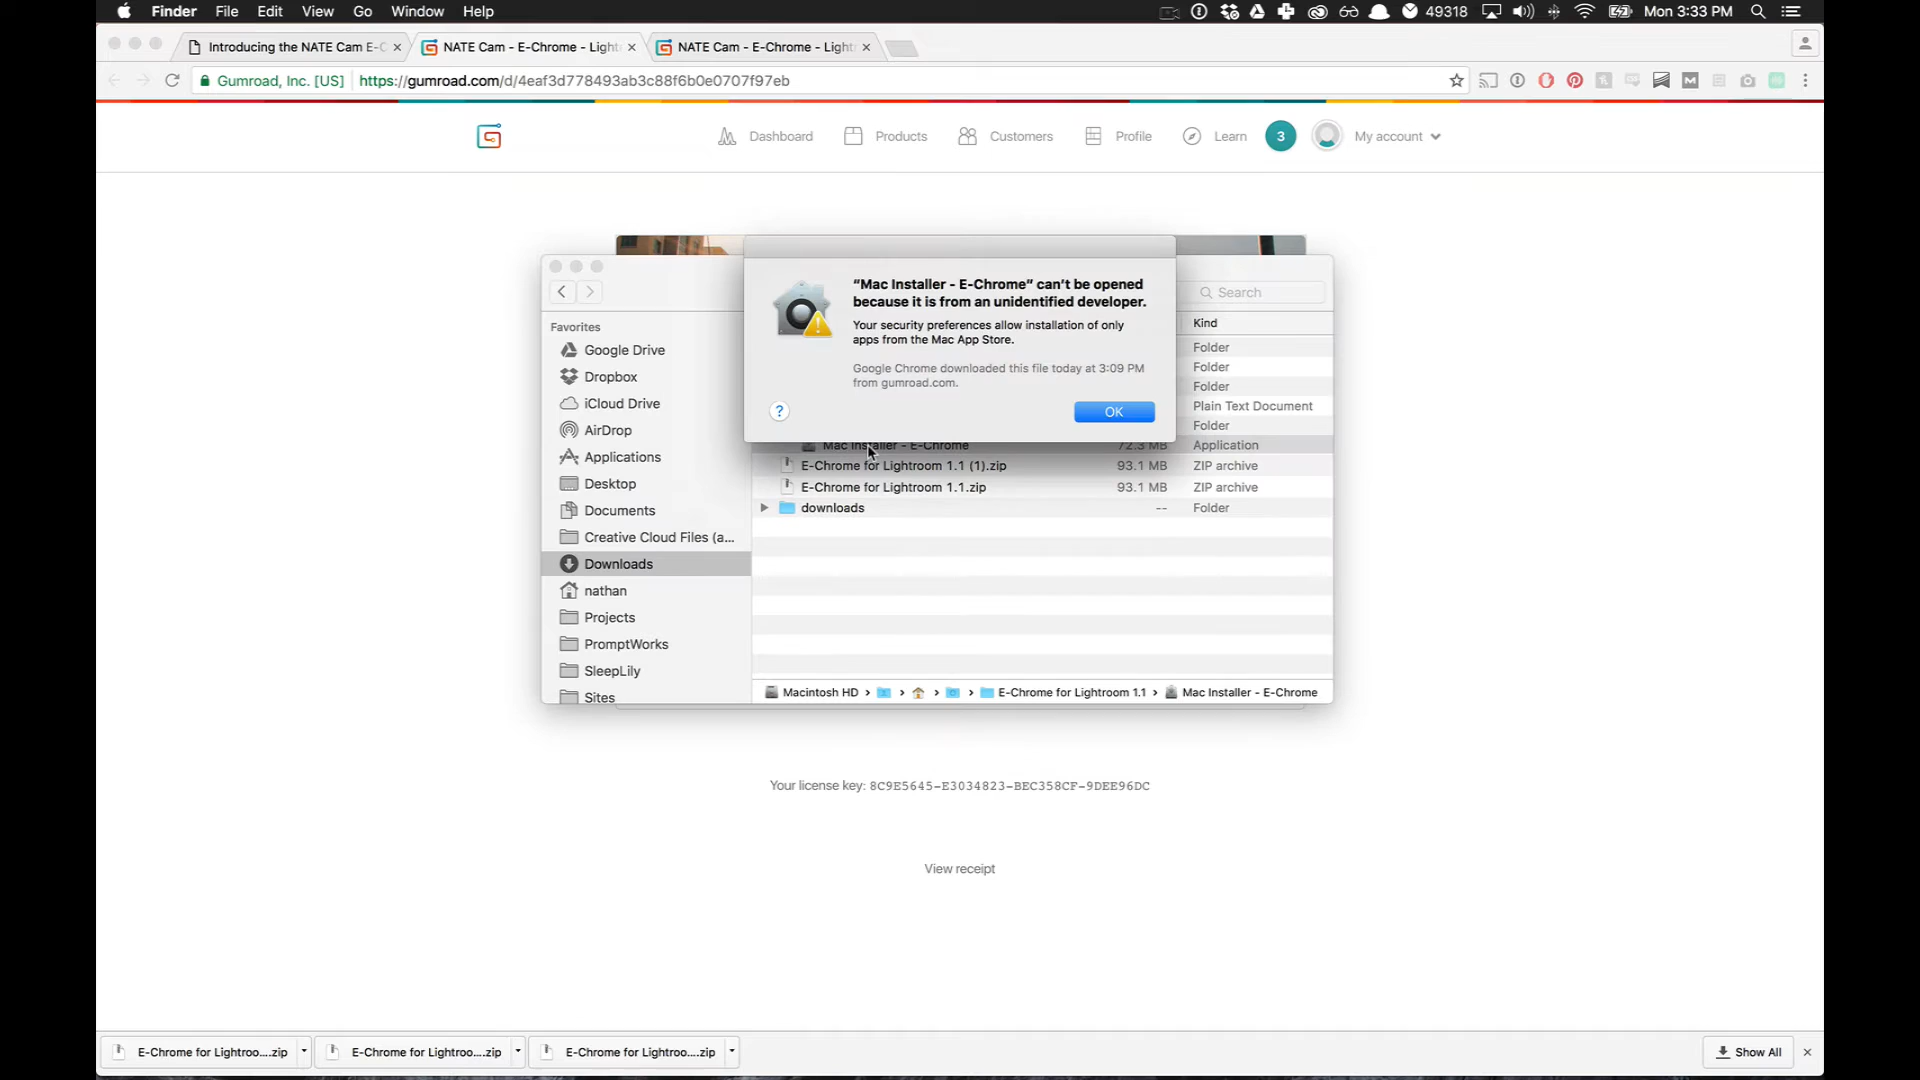 Finder File Edit View Go Window Help 49318 Mon 3:33 PM
Introducing the NATE Cam E-C NATE Cam - E-Chrome - Light NATE Cam - E-Chrome - Light
Gumroad, Inc. [US] https://gumroad.com/d/4eaf3d778493ab3c88f6b0e0707f97eb
Dashboard Products Customers Profile Learn 3 My account
“Mac Installer - E-Chrome” can’t be opened
because it is from an unidentified developer.
Your security preferences allow installation of only
apps from the Mac App Store.
Google Chrome downloaded this file today at 3:09 PM
from gumroad.com.
? OK
Search
Kind
Folder
Folder
Folder
Plain Text Document
Folder
Mac Installer - E-Chrome 72.3 MB Application
E-Chrome for Lightroom 1.1 (1).zip 93.1 MB ZIP archive
E-Chrome for Lightroom 1.1.zip 93.1 MB ZIP archive
downloads -- Folder
Favorites
Google Drive
Dropbox
iCloud Drive
AirDrop
Applications
Desktop
Documents
Creative Cloud Files (a...
Downloads
nathan
Projects
PromptWorks
SleepLily
Sites
Macintosh HD › › › › E-Chrome for Lightroom 1.1 › Mac Installer - E-Chrome
Your license key: 8C9E5645-E3034823-BEC358CF-9DEE96DC
View receipt
E-Chrome for Lightroo....zip E-Chrome for Lightroo....zip E-Chrome for Lightroo....zip Show All